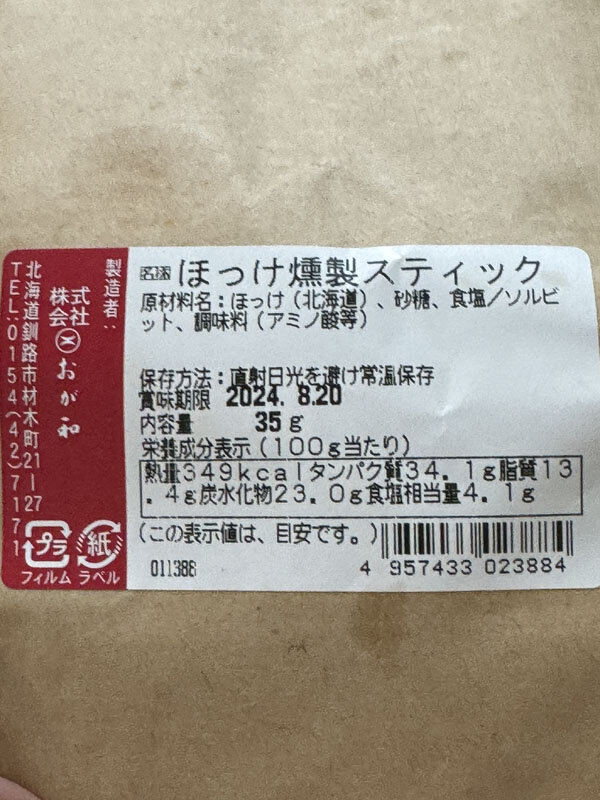 名称 ほっけ燻製スティック
原材料名：ほっけ（北海道）、砂糖、食塩／ソルビ
ット、調味料（アミノ酸等）
保存方法：直射日光を避け常温保存
賞味期限 2024. 8.20
内容量 35g
栄養成分表示（100g当たり）
熱量349kcalタンパク質34.1g脂質13
.4g炭水化物23.0g食塩相当量4.1g
（この表示値は、目安です。）
011388
4 957433 023884
製造者：
株式会社 おが和
北海道釧路市材木町21-27
TEL:0154(42)7171
プラ
フィルム
紙
ラベル